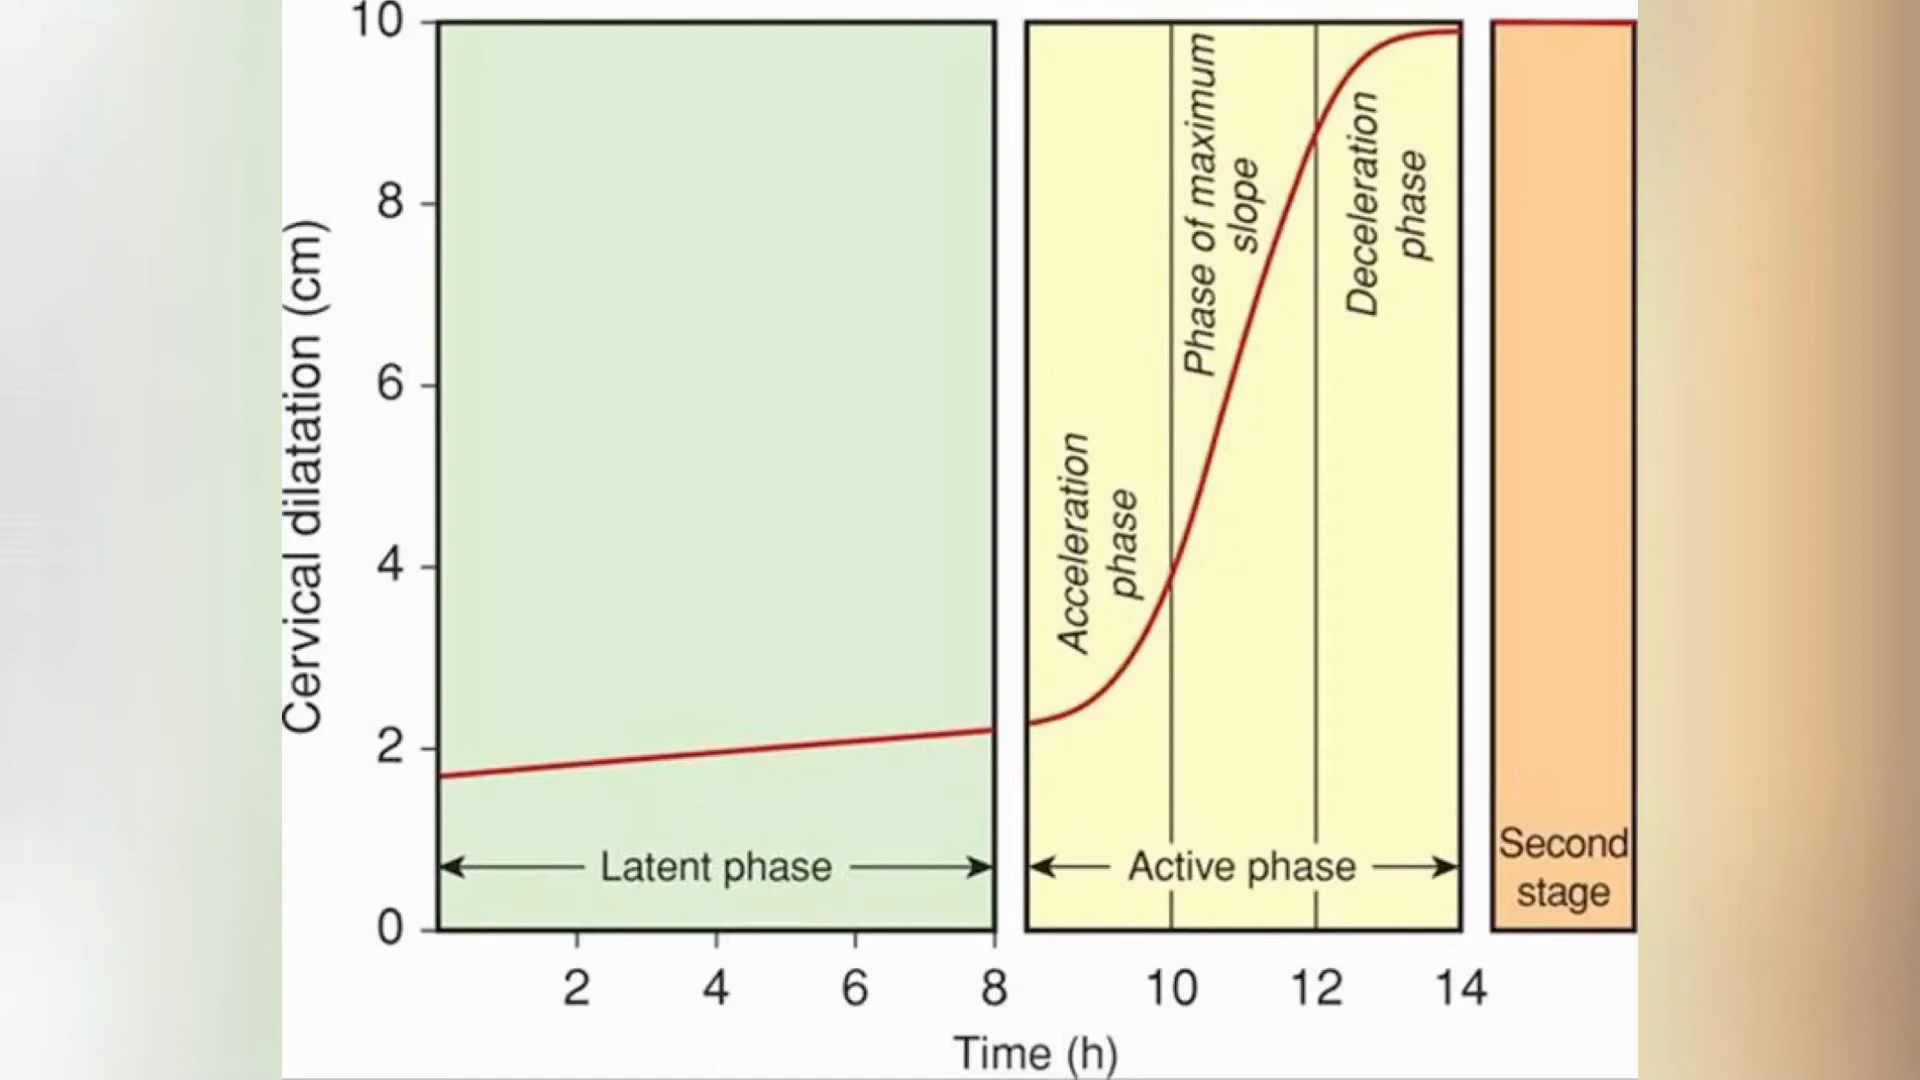 Cervical dilatation (cm)
10
8
6
4
2
0
Latent phase
Acceleration
phase
Phase of maximum
slope
Deceleration
phase
Active phase
Second
stage
2
4
6
8
10
12
14
Time (h)